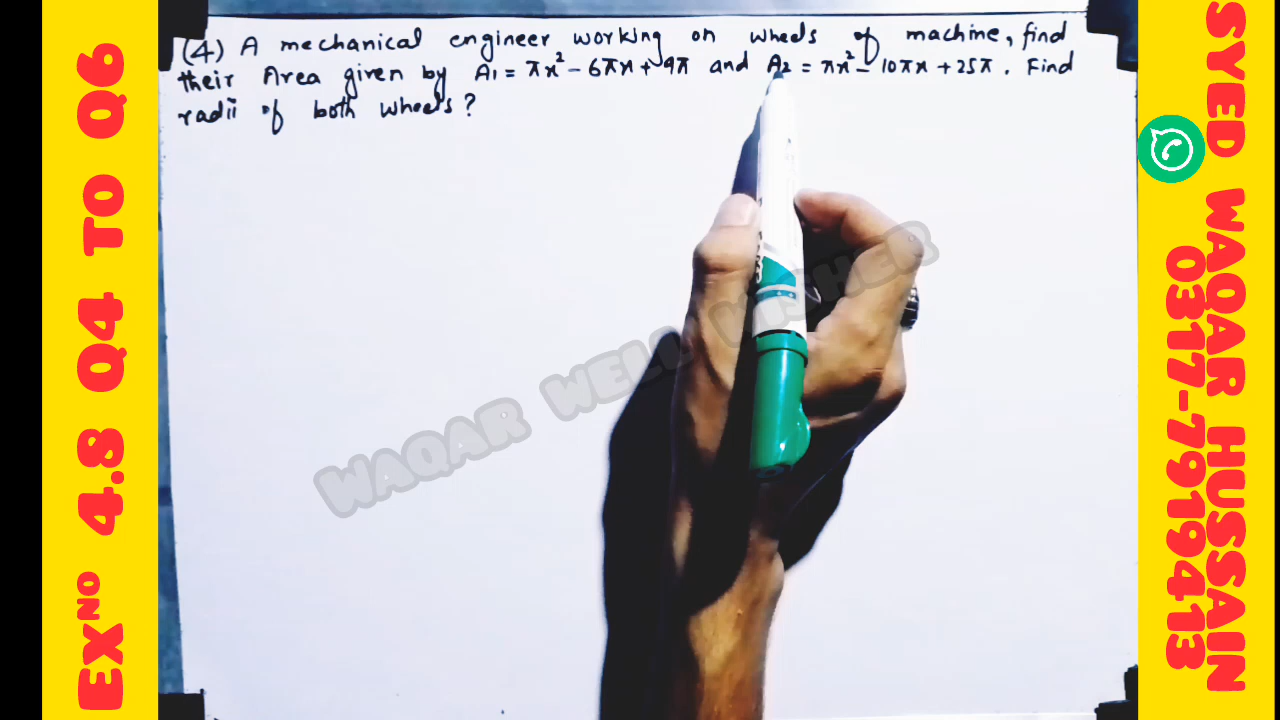 (4) A mechanical engineer working on wheels of machine, find
their Area given by A₁ = πx² - 6πx + 9π and A₂ = πx² - 10πx + 25π. Find
radii of both wheels?
EXᴺᴼ 4.8 Q4 TO Q6
SYED WAQAR HUSSAIN
0317-7919413
WAQAR WELL WISHER